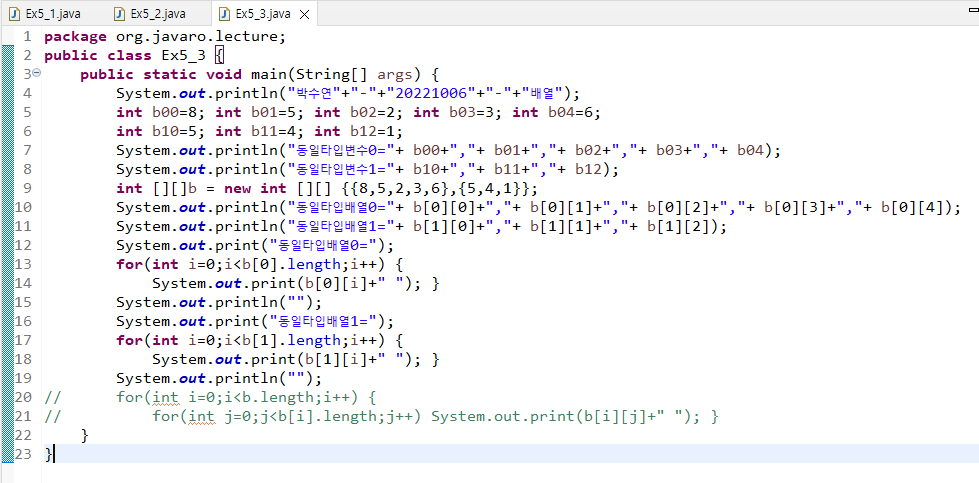 Ex5_1.java Ex5_2.java Ex5_3.java
1 package org.javaro.lecture;
2 public class Ex5_3 {
3 public static void main(String[] args) {
4 System.out.println("박수연"+"-"+"20221006"+"-"+"배열");
5 int b00=8; int b01=5; int b02=2; int b03=3; int b04=6;
6 int b10=5; int b11=4; int b12=1;
7 System.out.println("동일타입변수0="+ b00+","+ b01+","+ b02+","+ b03+","+ b04);
8 System.out.println("동일타입변수1="+ b10+","+ b11+","+ b12);
9 int [][]b = new int [][] {{8,5,2,3,6},{5,4,1}};
10 System.out.println("동일타입배열0="+ b[0][0]+","+ b[0][1]+","+ b[0][2]+","+ b[0][3]+","+ b[0][4]);
11 System.out.println("동일타입배열1="+ b[1][0]+","+ b[1][1]+","+ b[1][2]);
12 System.out.print("동일타입배열0=");
13 for(int i=0;i<b[0].length;i++) {
14 System.out.print(b[0][i]+" "); }
15 System.out.println("");
16 System.out.print("동일타입배열1=");
17 for(int i=0;i<b[1].length;i++) {
18 System.out.print(b[1][i]+" "); }
19 System.out.println("");
20 // for(int i=0;i<b.length;i++) {
21 // for(int j=0;j<b[i].length;j++) System.out.print(b[i][j]+" "); }
22 }
23 }